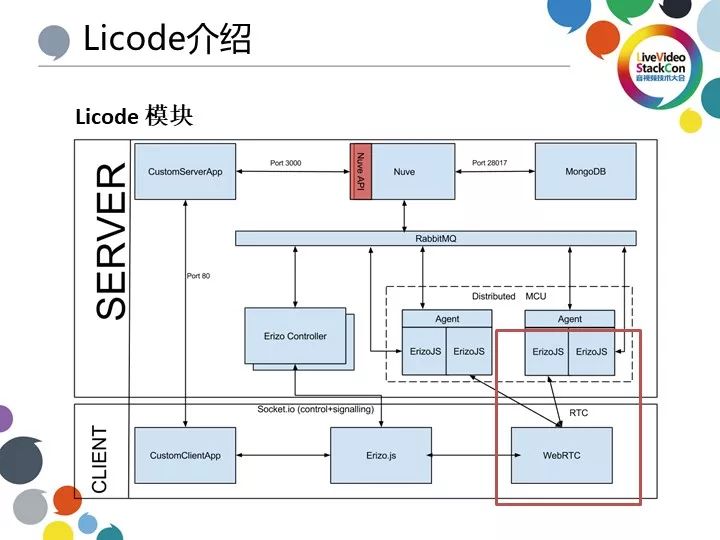 Licode介绍
LiveVideo
StackCon
音视频技术大会
Licode 模块
SERVER
CustomServerApp
Port 3000
Nuve API
Nuve
Port 28017
MongoDB
RabbitMQ
Port 80
Distributed MCU
Erizo Controller
Agent
Agent
ErizoJS
ErizoJS
ErizoJS
ErizoJS
Socket.io (control+signalling)
RTC
CLIENT
CustomClientApp
Erizo.js
WebRTC